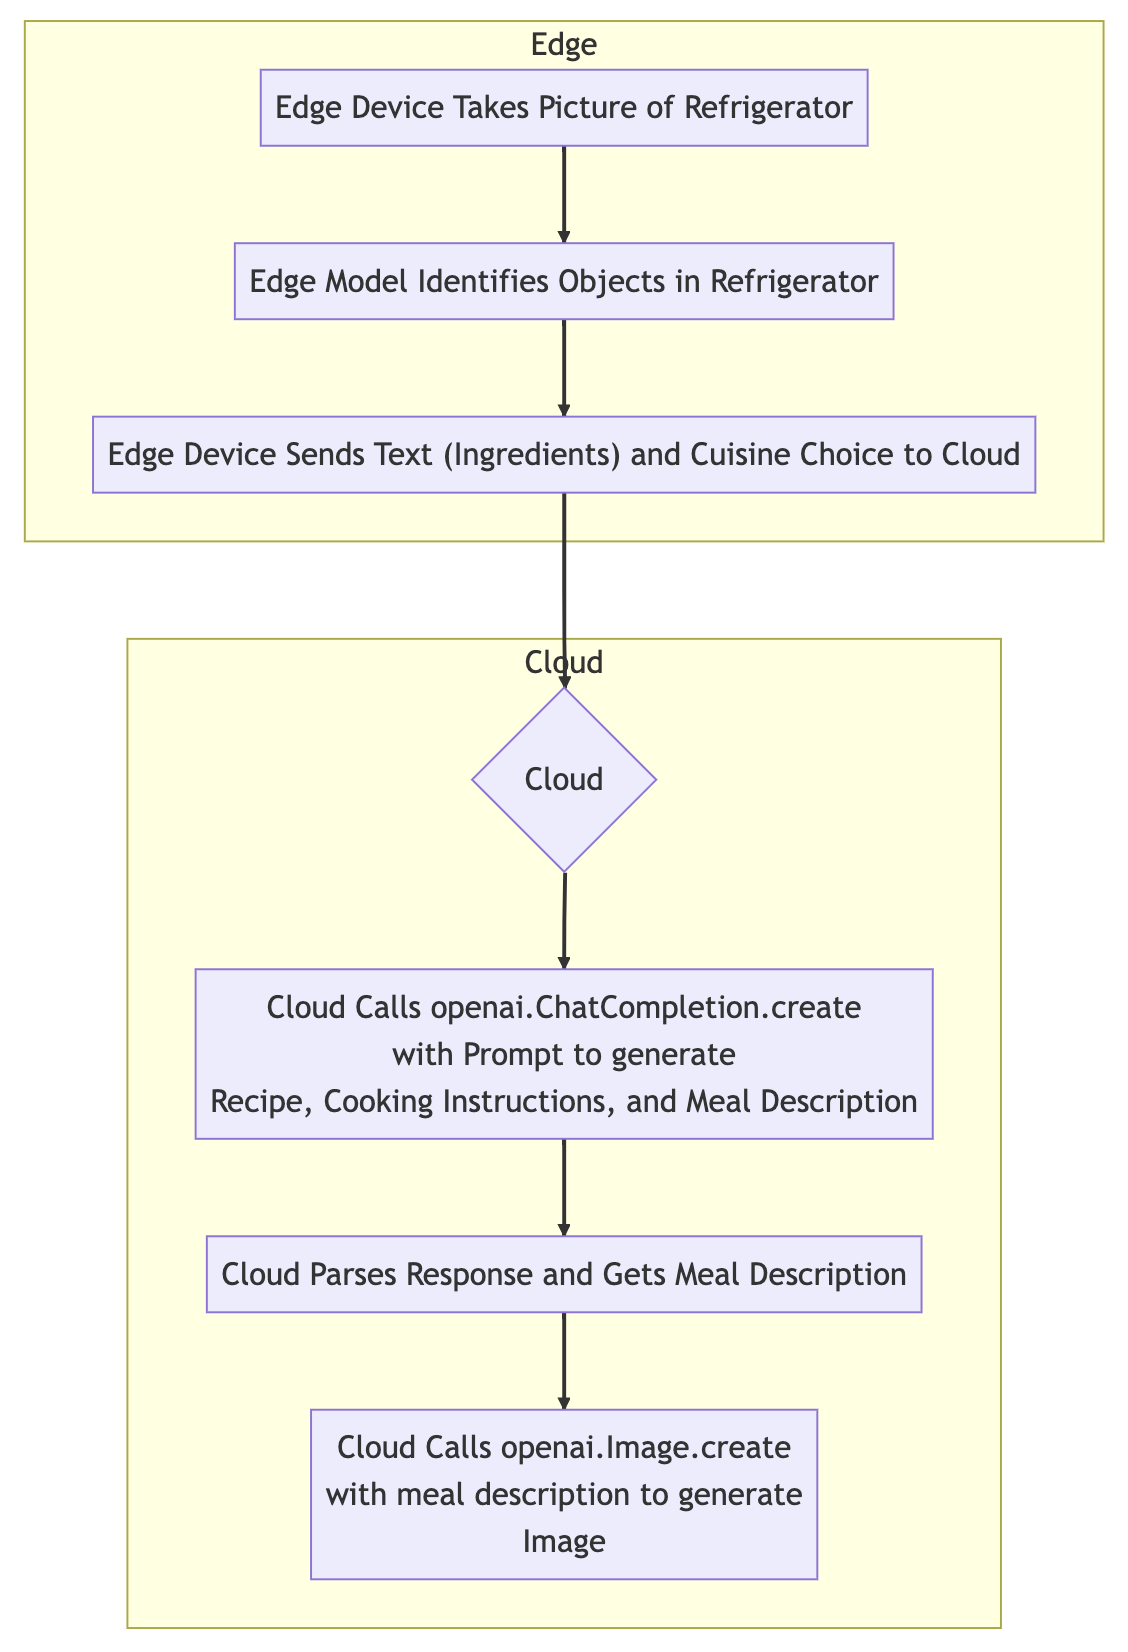 Edge
Edge Device Takes Picture of Refrigerator
Edge Model Identifies Objects in Refrigerator
Edge Device Sends Text (Ingredients) and Cuisine Choice to Cloud
Cloud
Cloud
Cloud Calls openai.ChatCompletion.create
with Prompt to generate
Recipe, Cooking Instructions, and Meal Description
Cloud Parses Response and Gets Meal Description
Cloud Calls openai.Image.create
with meal description to generate
Image